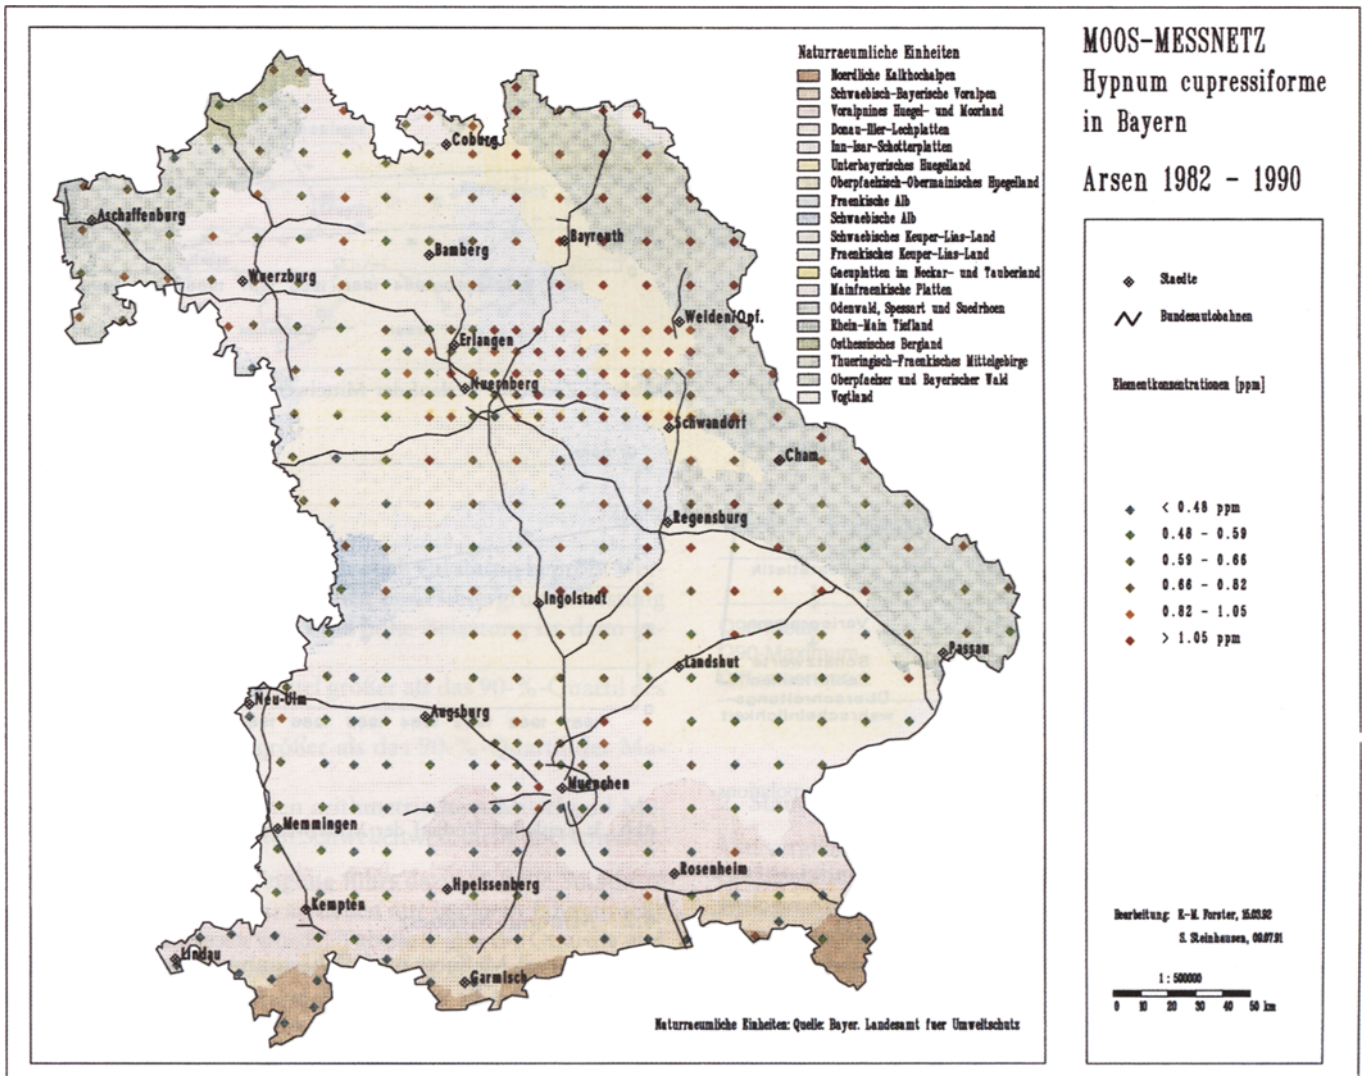 MOOS-MESSNETZ
Hypnum cupressiforme
in Bayern
Arsen 1982 - 1990
Naturraeumliche Einheiten
Noerdliche Kalkhochalpen
Schwaebisch-Bayerische Voralpen
Voralpines Huegel- und Moorland
Donau-Iller-Lechplatten
Inn-Isar-Schotterplatten
Unterbayerisches Huegelland
Oberpfaelzisch-Obermainisches Huegelland
Fraenkische Alb
Schwaebische Alb
Schwaebisches Keuper-Lias-Land
Fraenkisches Keuper-Lias-Land
Gaeuplatten im Neckar- und Tauberland
Mainfraenkische Platten
Odenwald, Spessart und Suedrhoen
Rhein-Main Tiefland
Osthessisches Bergland
Thueringisch-Fraenkisches Mittelgebirge
Oberpfaelzer und Bayerischer Wald
Vogtland
Coburg
Aschaffenburg
Bayreuth
Bamberg
Wuerzburg
Weiden/Opf.
Erlangen
Nuernberg
Schwandorf
Cham
Regensburg
Ingolstadt
Passau
Landshut
Neu-Ulm
Augsburg
Muenchen
Memmingen
Rosenheim
Hpeissenberg
Kempten
Lindau
Garmisch
Naturraeumliche Einheiten: Quelle: Bayer. Landesamt fuer Umweltschutz
Staedte
Bundesautobahnen
Elementkonzentrationen [ppm]
< 0.48 ppm
0.48 - 0.59
0.59 - 0.66
0.66 - 0.82
0.82 - 1.05
> 1.05 ppm
Bearbeitung: K.-M. Forster, 15.03.92
S. Steinhausen, 09.07.91
1 : 500000
0 10 20 30 40 50 km